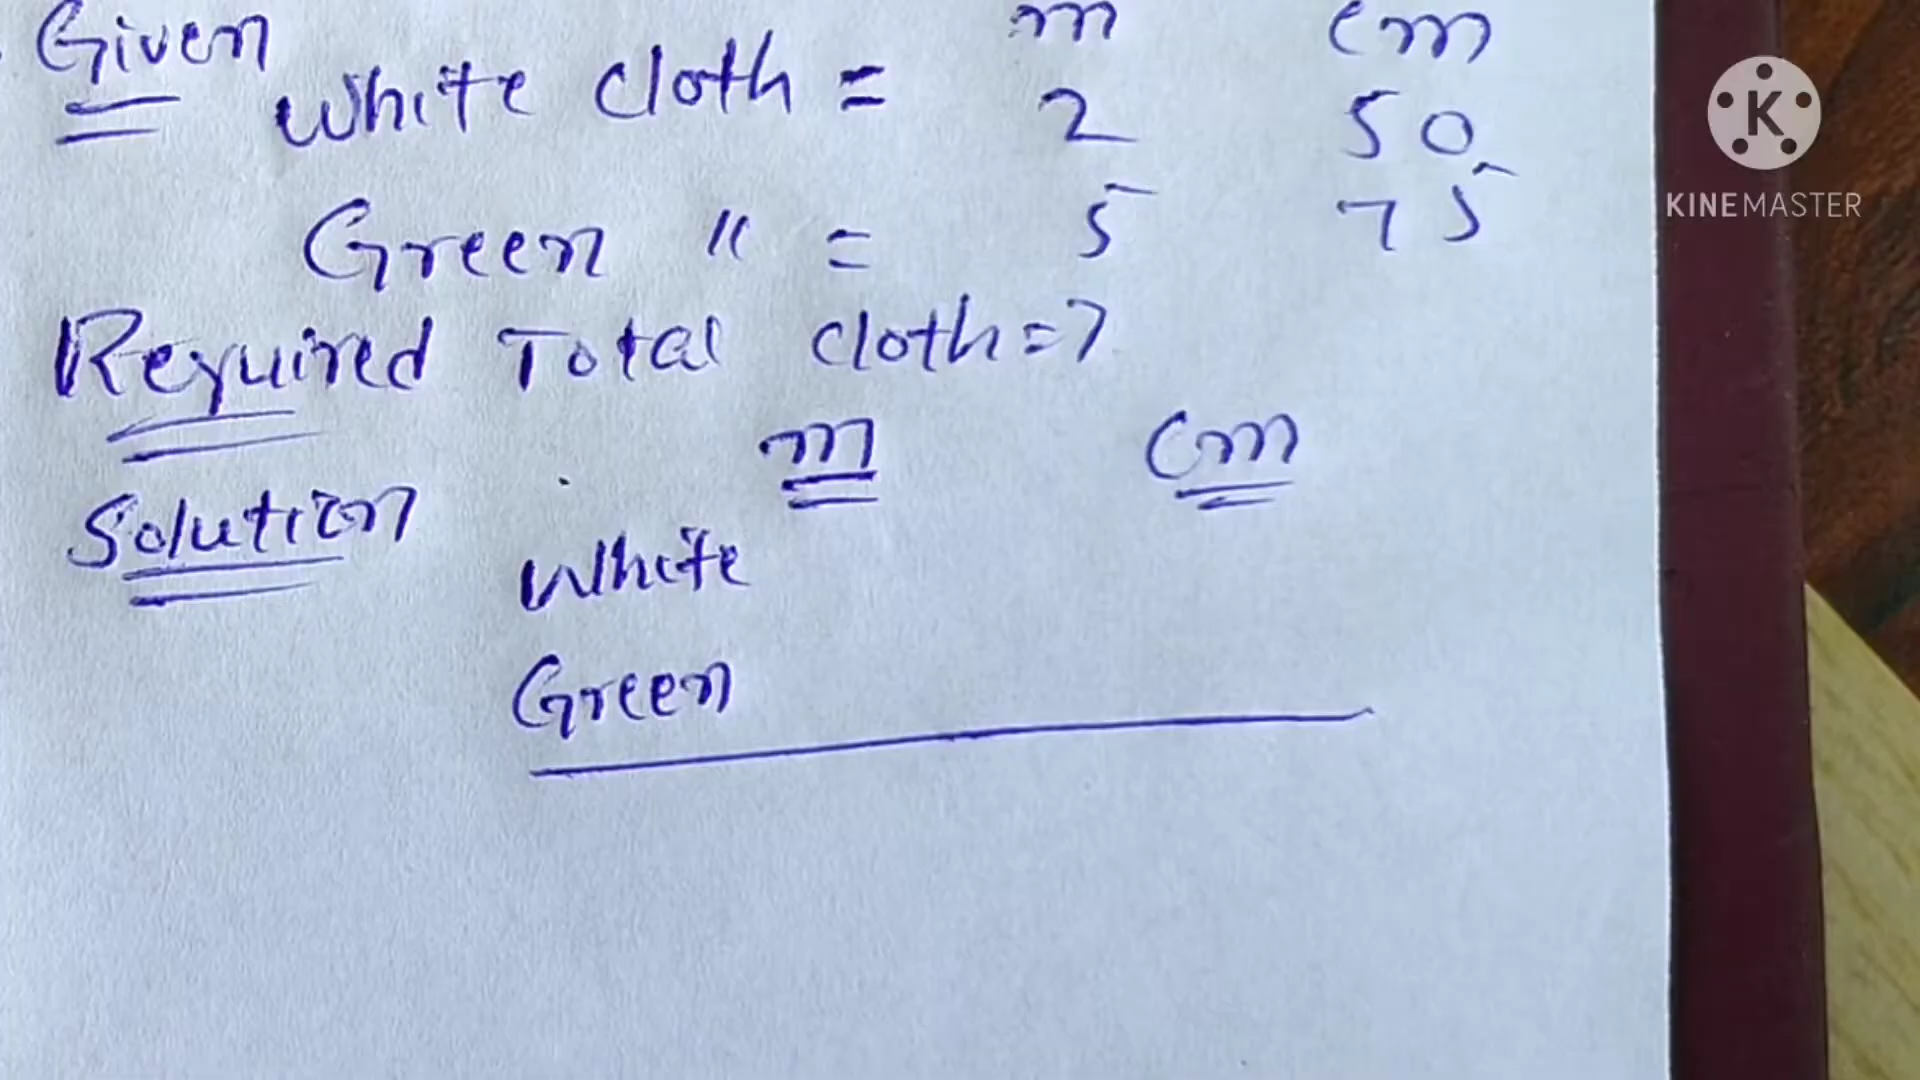 Given m cm
White cloth = 2 50
Green " = 5 75
Required Total cloth=?
m cm
Solution
White
Green
K
KINEMASTER